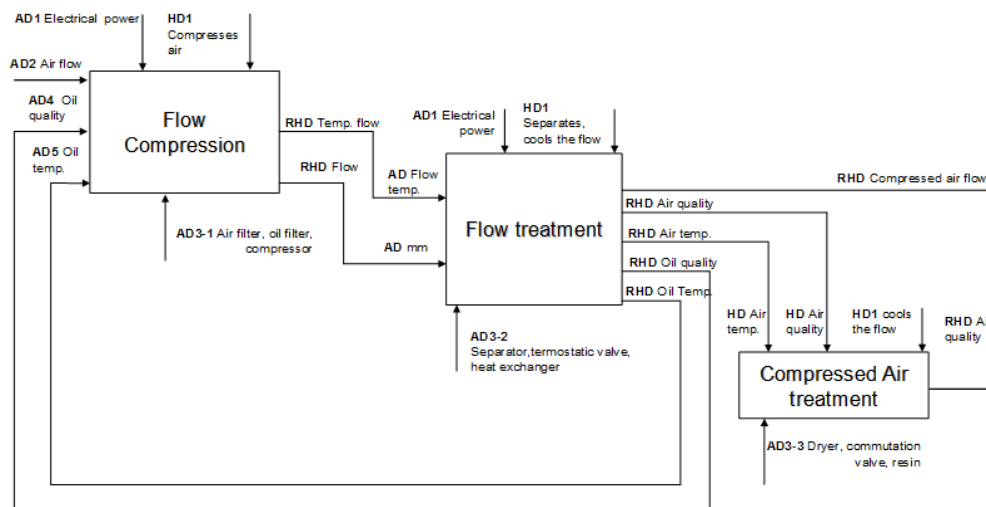 AD1 Electrical power
HD1
Compresses
air
AD2 Air flow
AD4 Oil
quality
AD5 Oil
temp.
Flow
Compression
RHD Temp. flow
RHD Flow
AD3-1 Air filter, oil filter,
compressor
AD Flow
temp.
AD mm
AD1 Electrical
power
HD1
Separates,
cools the flow
Flow treatment
RHD Compressed air flow
RHD Air quality
RHD Air temp.
RHD Oil quality
RHD Oil Temp.
AD3-2
Separator,termostatic valve,
heat exchanger
HD Air
temp.
HD Air
quality
HD1 cools
the flow
RHD
quality
Compressed Air
treatment
AD3-3 Dryer, commutation
valve, resin